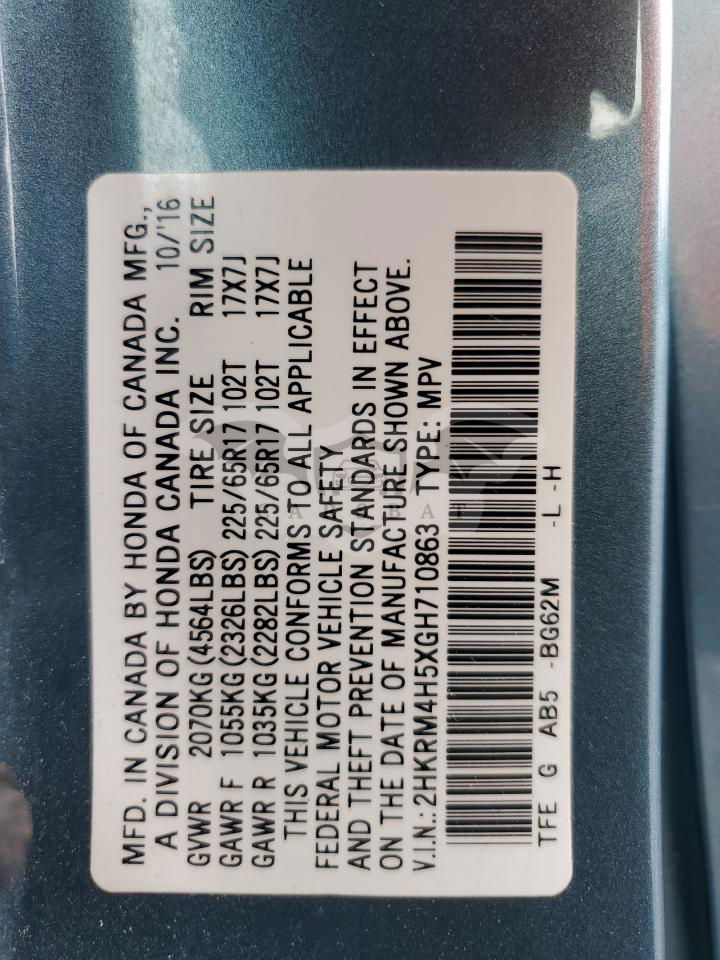 MFD. IN CANADA BY HONDA OF CANADA MFG.,
A DIVISION OF HONDA CANADA INC. 10/'16
GVWR 2070KG(4564LBS) TIRE SIZE RIM SIZE
GAWR F 1055KG(2326LBS) 225/65R17 102T 17X7J
GAWR R 1035KG(2282LBS) 225/65R17 102T 17X7J
THIS VEHICLE CONFORMS TO ALL APPLICABLE
FEDERAL MOTOR VEHICLE SAFETY
AND THEFT PREVENTION STANDARDS IN EFFECT
ON THE DATE OF MANUFACTURE SHOWN ABOVE.
V.I.N.: 2HKRM4H5XGH710863 TYPE: MPV
TFE G AB5 -BG62M -L -H